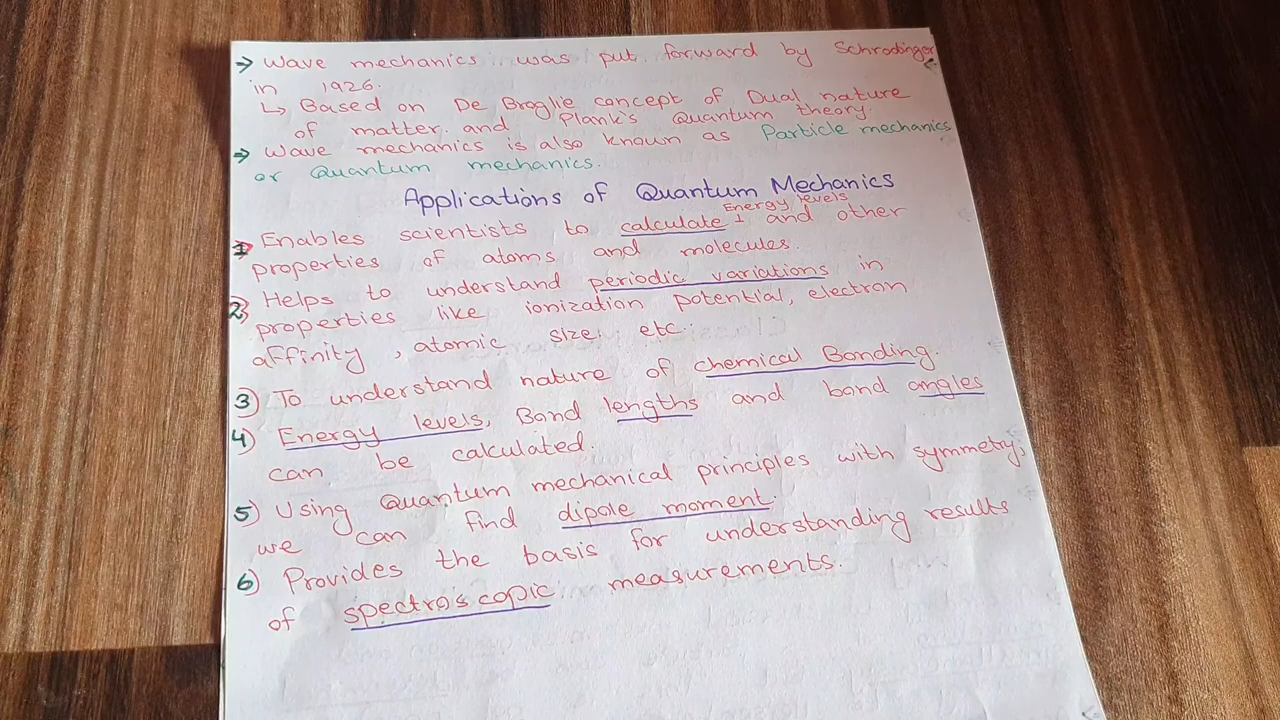 → Wave mechanics was put forward by Schrodinger
in 1926.
↳ Based on De Broglie concept of Dual nature
of matter and Plank's Quantum theory.
→ Wave mechanics is also known as Particle mechanics
or Quantum mechanics.
Applications of Quantum Mechanics
Energy levels
1) Enables scientists to calculate ⊥ and other
properties of atoms and molecules.
2) Helps to understand periodic variations in
properties like ionization potential, electron
affinity, atomic size etc.
3) To understand nature of chemical Bonding.
4) Energy levels, Bond lengths and bond angles
can be calculated.
5) Using Quantum mechanical principles with symmetry,
we can find dipole moment.
6) Provides the basis for understanding results
of spectroscopic measurements.